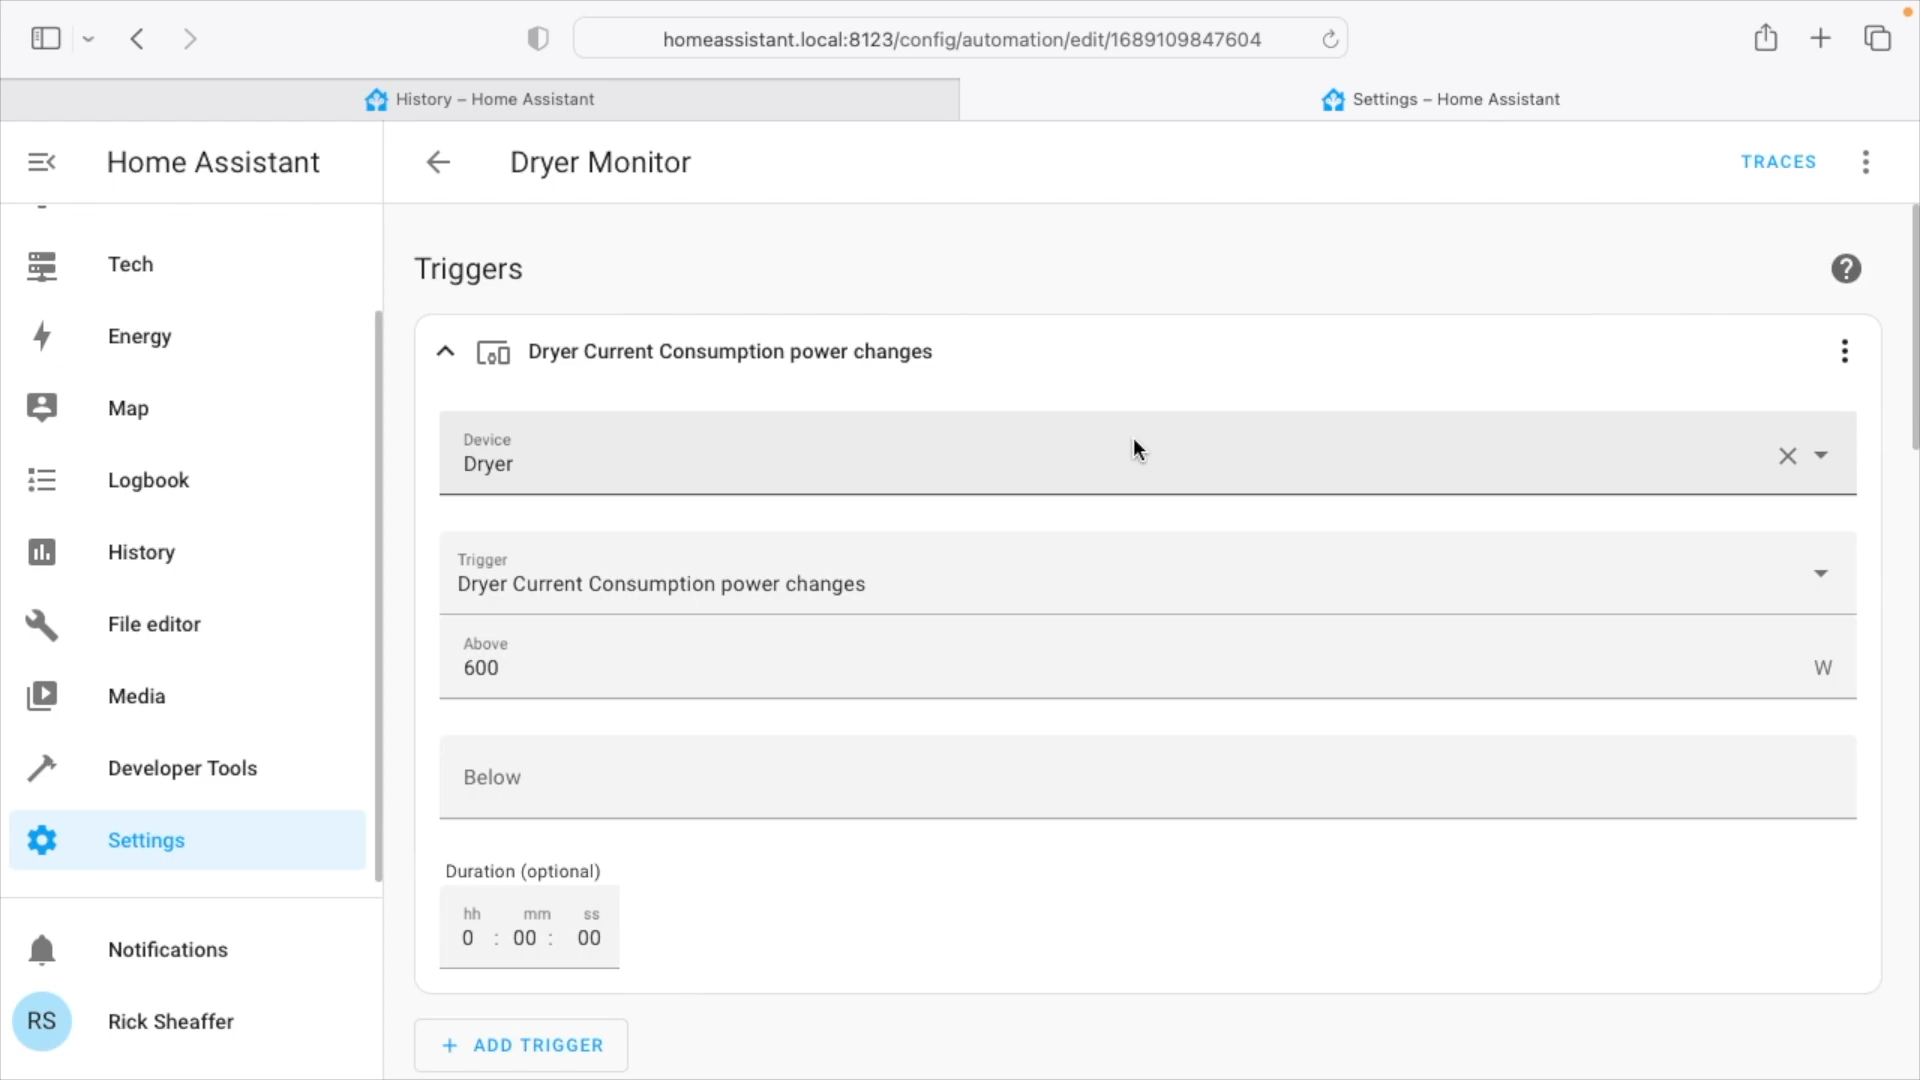 homeassistant.local:8123/config/automation/edit/1689109847604
History – Home Assistant
Settings – Home Assistant
Home Assistant
Dryer Monitor
TRACES
Tech
Energy
Map
Logbook
History
File editor
Media
Developer Tools
Settings
Notifications
RS
Rick Sheaffer
Triggers
Dryer Current Consumption power changes
Device
Dryer
Trigger
Dryer Current Consumption power changes
Above
600
W
Below
Duration (optional)
hh mm ss
0 : 00 : 00
+ ADD TRIGGER